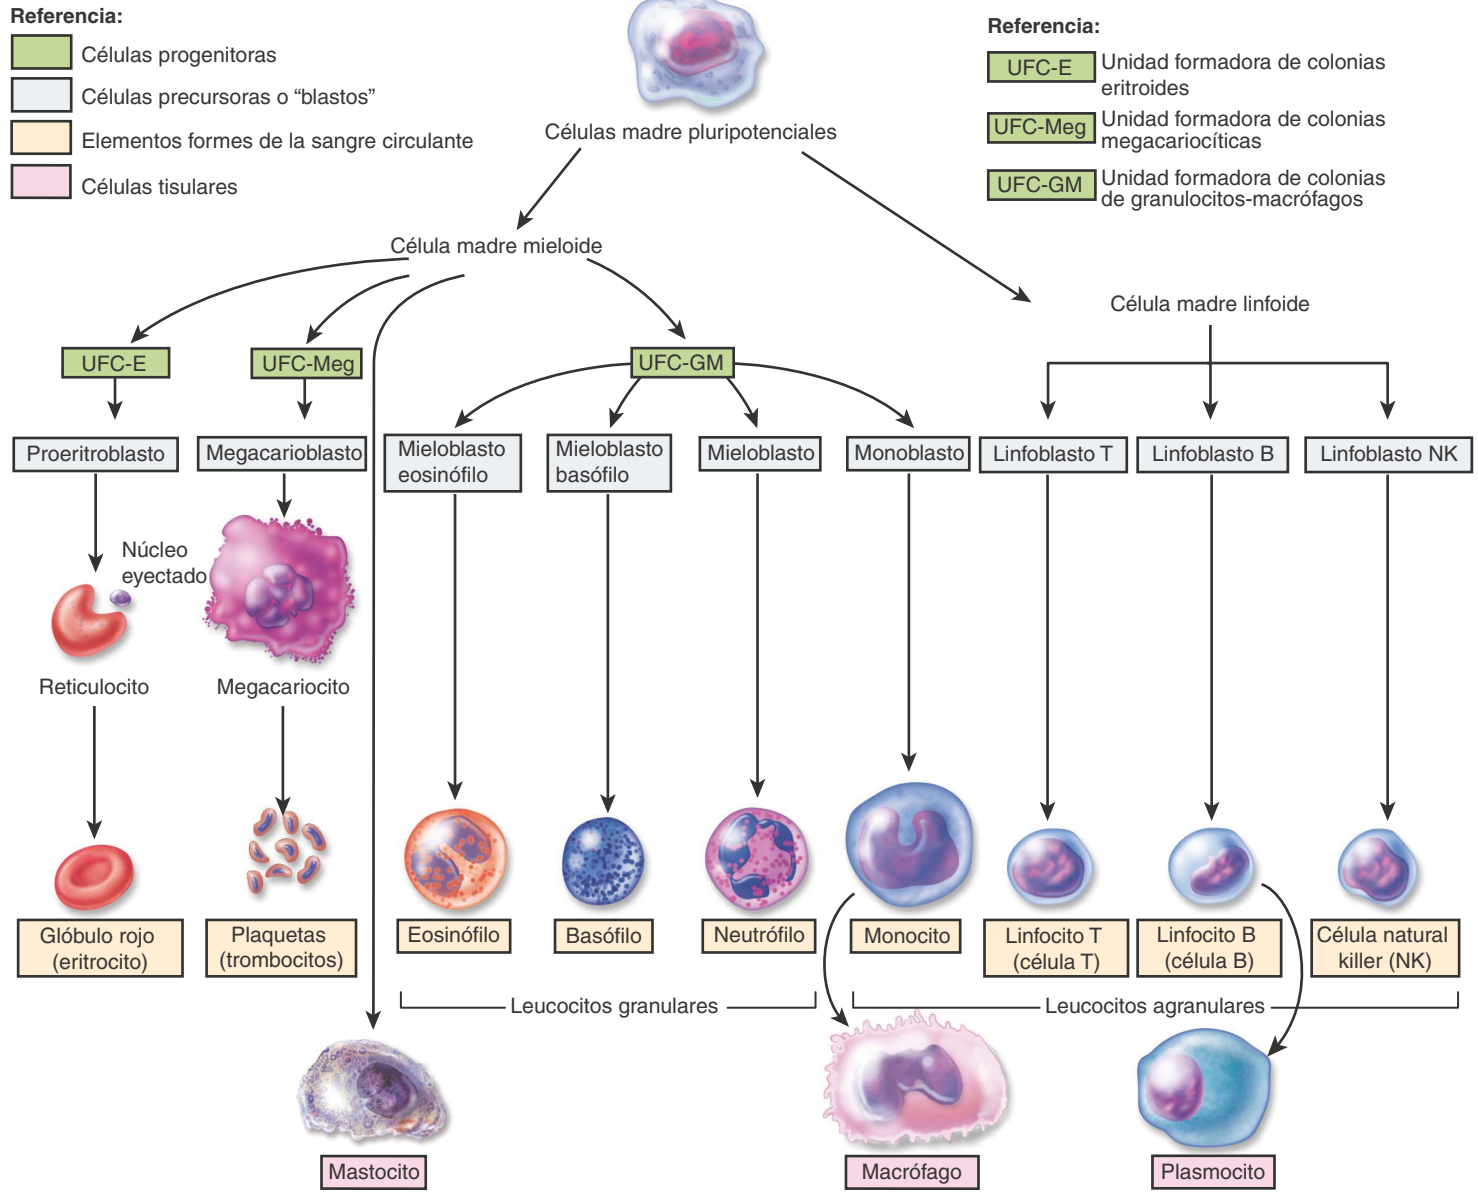 Referencia:
Células progenitoras
Células precursoras o “blastos”
Elementos formes de la sangre circulante
Células tisulares
Referencia:
UFC-E
Unidad formadora de colonias
eritroides
UFC-Meg
Unidad formadora de colonias
megacariocíticas
UFC-GM
Unidad formadora de colonias
de granulocitos-macrófagos
Células madre pluripotenciales
Célula madre mieloide
Célula madre linfoide
UFC-E
UFC-Meg
UFC-GM
Proeritroblasto
Megacarioblasto
Mieloblasto
eosinófilo
Mieloblasto
basófilo
Mieloblasto
Monoblasto
Linfoblasto T
Linfoblasto B
Linfoblasto NK
Núcleo
eyectado
Reticulocito
Megacariocito
Glóbulo rojo
(eritrocito)
Plaquetas
(trombocitos)
Eosinófilo
Basófilo
Neutrófilo
Monocito
Linfocito T
(célula T)
Linfocito B
(célula B)
Célula natural
killer (NK)
Leucocitos granulares
Leucocitos agranulares
Mastocito
Macrófago
Plasmocito